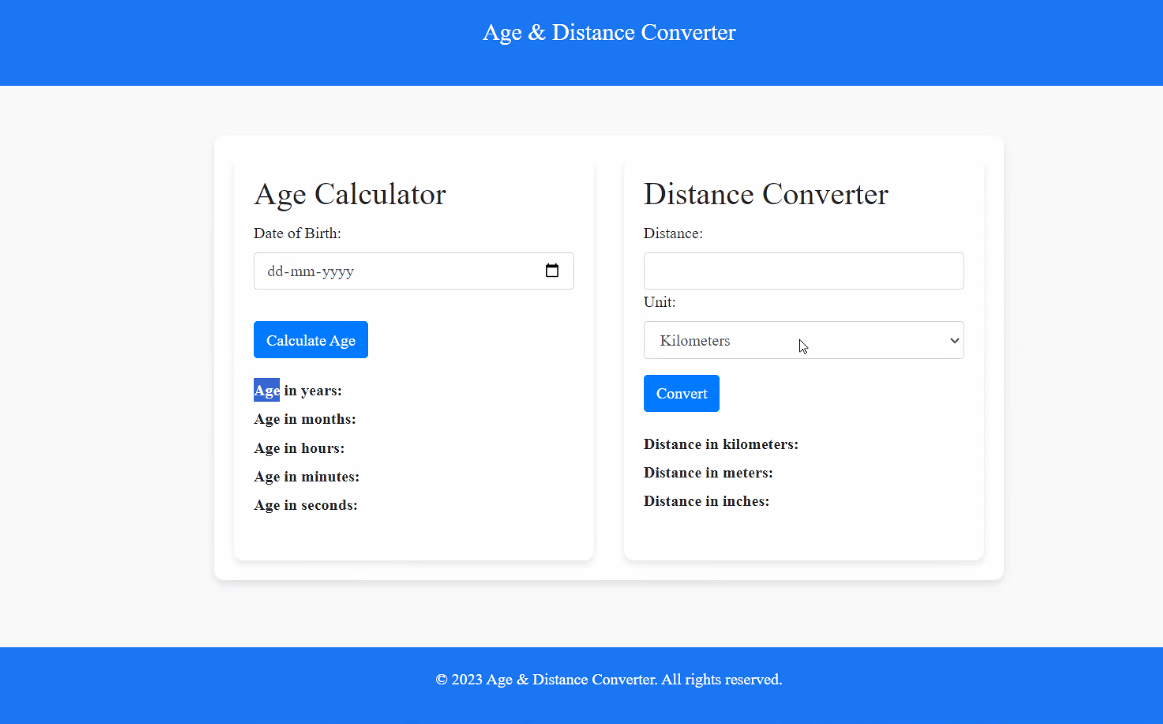 Age & Distance Converter
Age Calculator
Date of Birth:
dd-mm-yyyy
Calculate Age
Age in years:
Age in months:
Age in hours:
Age in minutes:
Age in seconds:
Distance Converter
Distance:
Unit:
Kilometers
Convert
Distance in kilometers:
Distance in meters:
Distance in inches:
© 2023 Age & Distance Converter. All rights reserved.